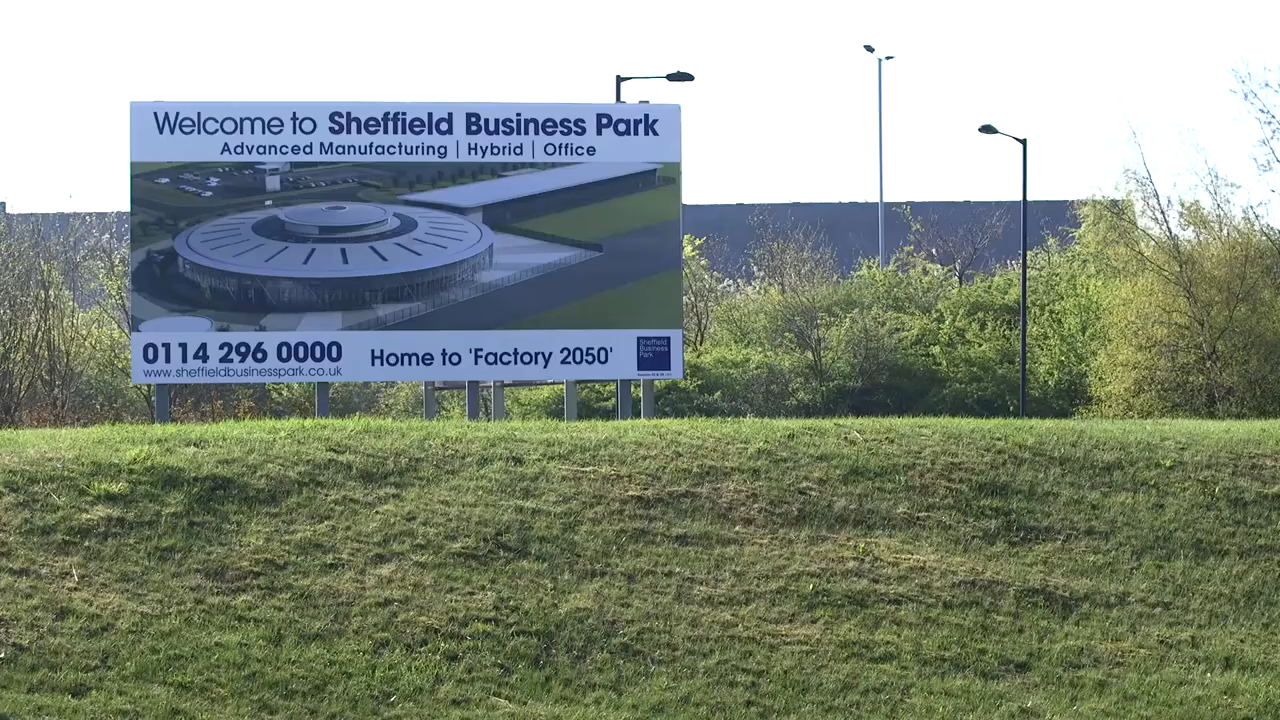 Welcome to Sheffield Business Park
Advanced Manufacturing | Hybrid | Office
0114 296 0000
www.sheffieldbusinesspark.co.uk
Home to 'Factory 2050'
Sheffield
Business
Park